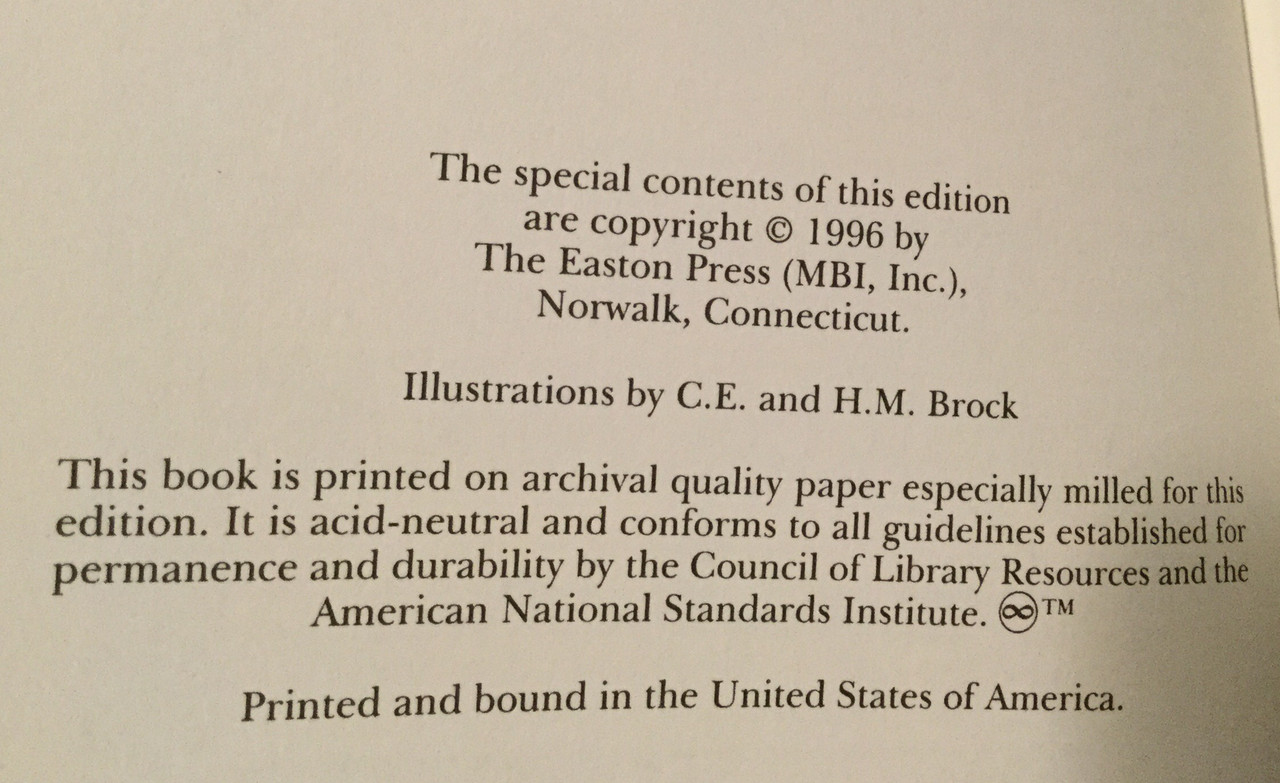 The special contents of this edition
are copyright © 1996 by
The Easton Press (MBI, Inc.),
Norwalk, Connecticut.
Illustrations by C.E. and H.M. Brock
This book is printed on archival quality paper especially milled for this
edition. It is acid-neutral and conforms to all guidelines established for
permanence and durability by the Council of Library Resources and the
American National Standards Institute. ♾™
Printed and bound in the United States of America.